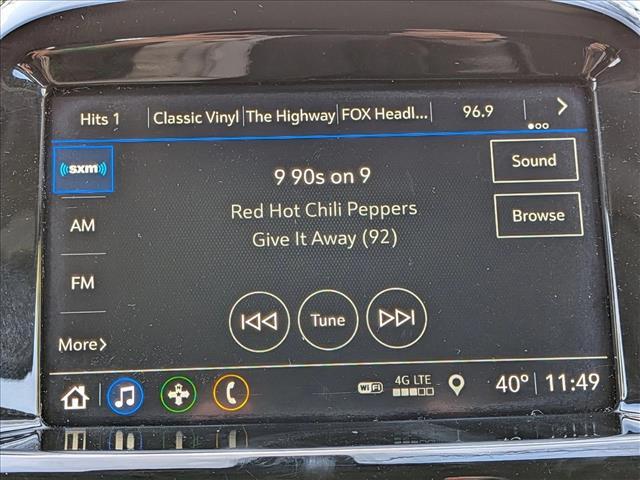 Hits 1 Classic Vinyl The Highway FOX Headl... 96.9
sxm
9 90s on 9
Sound
Red Hot Chili Peppers
AM
Browse
Give It Away (92)
FM
Tune
More
WiFi 4G LTE 40° 11:49